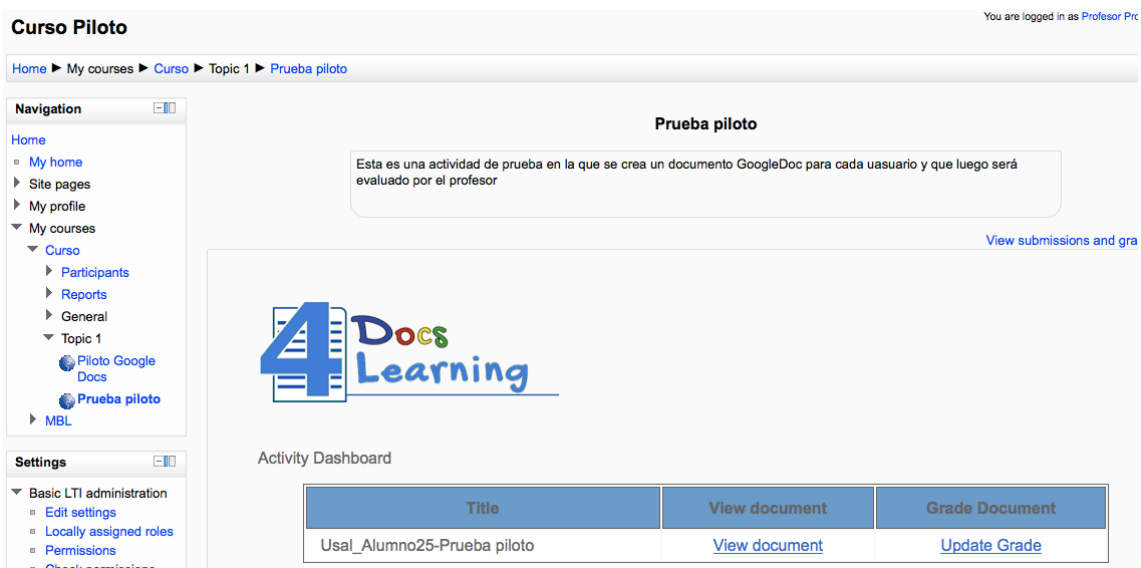 Curso Piloto
You are logged in as Profesor Pro
Home ► My courses ► Curso ► Topic 1 ► Prueba piloto
Navigation
Home
My home
Site pages
My profile
My courses
Curso
Participants
Reports
General
Topic 1
Piloto Google
Docs
Prueba piloto
MBL
Settings
Basic LTI administration
Edit settings
Locally assigned roles
Permissions
Check permissions
Prueba piloto
Esta es una actividad de prueba en la que se crea un documento GoogleDoc para cada uasuario y que luego será
evaluado por el profesor
View submissions and gra
4 Docs
Learning
Activity Dashboard
Title View document Grade Document
Usal_Alumno25-Prueba piloto View document Update Grade